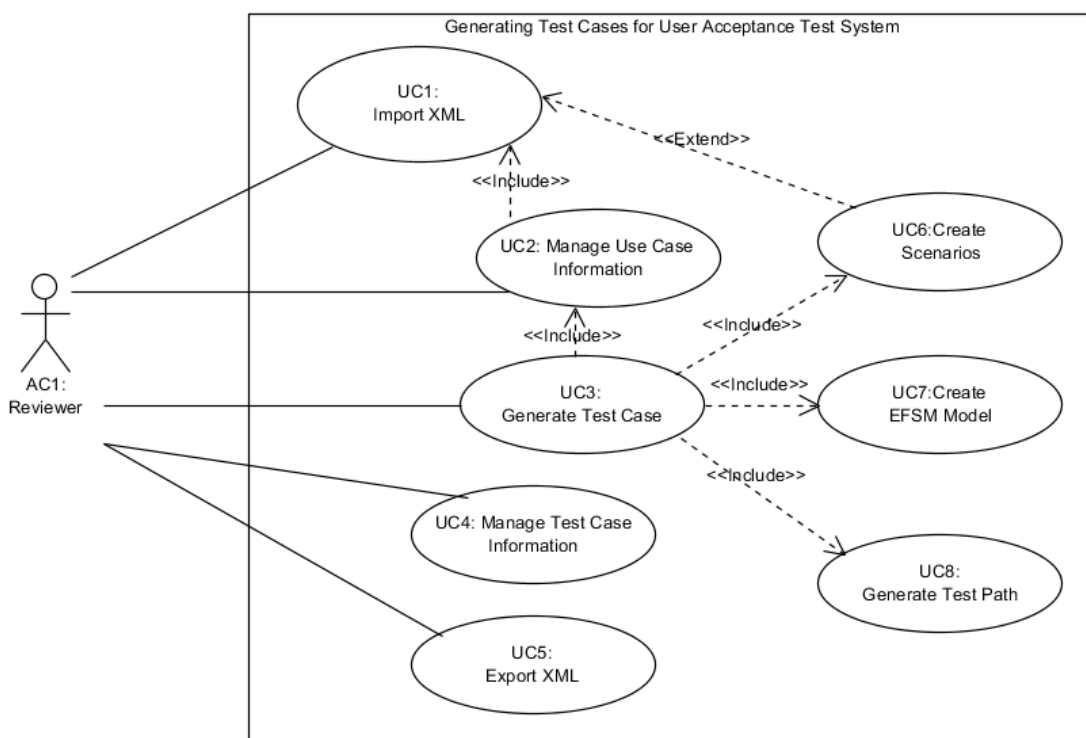 Generating Test Cases for User Acceptance Test System
UC1:
Import XML
<<Extend>>
<<Include>>
UC2: Manage Use Case
Information
UC6:Create
Scenarios
<<Include>>
<<Include>>
AC1:
Reviewer
UC3:
Generate Test Case
<<Include>>
UC7:Create
EFSM Model
<<Include>>
UC4: Manage Test Case
Information
UC8:
Generate Test Path
UC5:
Export XML